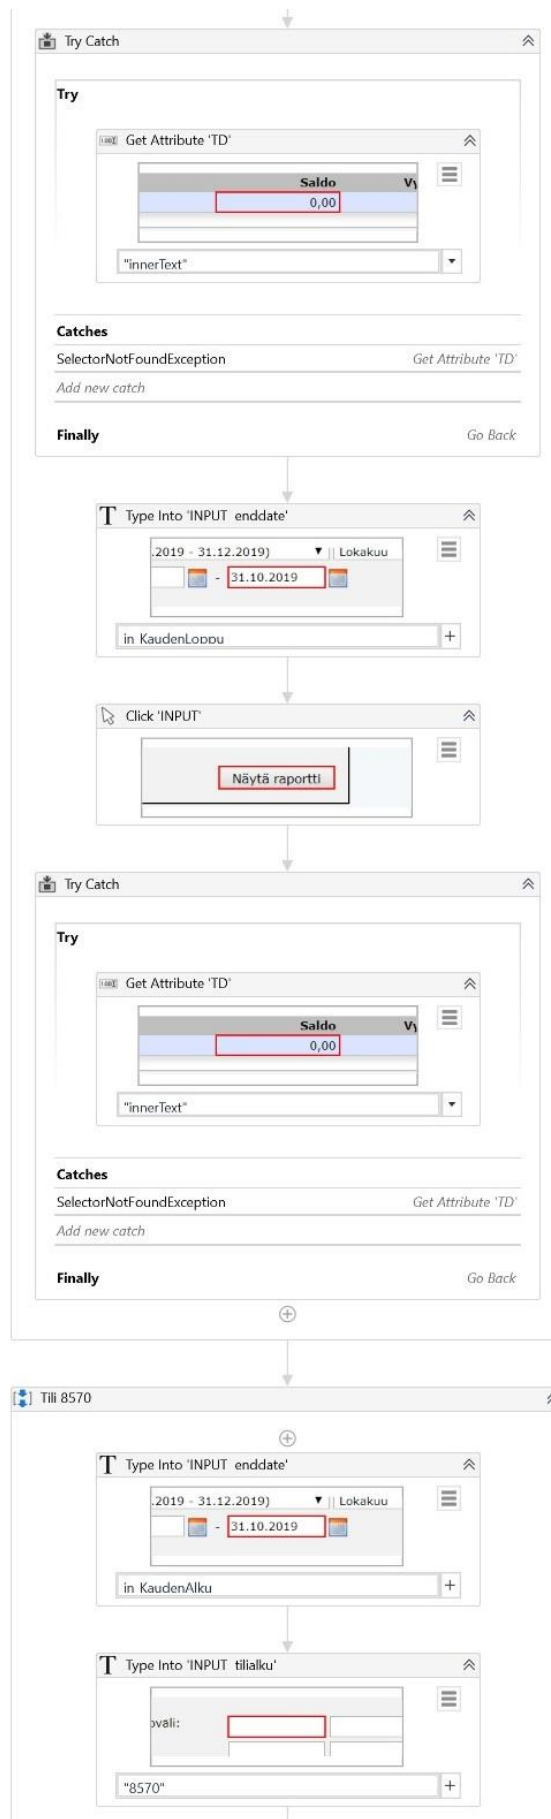 Try Catch
Try
Get Attribute 'TD'
Saldo
0,00
"innerText"
Catches
SelectorNotFoundException Get Attribute 'TD'
Add new catch
Finally Go Back
T Type Into 'INPUT enddate'
.2019 - 31.12.2019) ▼ || Lokakuu
- 31.10.2019
in KaudenLoppu +
Click 'INPUT'
Näytä raportti
Try Catch
Try
Get Attribute 'TD'
Saldo
0,00
"innerText"
Catches
SelectorNotFoundException Get Attribute 'TD'
Add new catch
Finally Go Back
Tili 8570
T Type Into 'INPUT enddate'
.2019 - 31.12.2019) ▼ || Lokakuu
- 31.10.2019
in KaudenAlku +
T Type Into 'INPUT tilialku'
oväli:
"8570" +